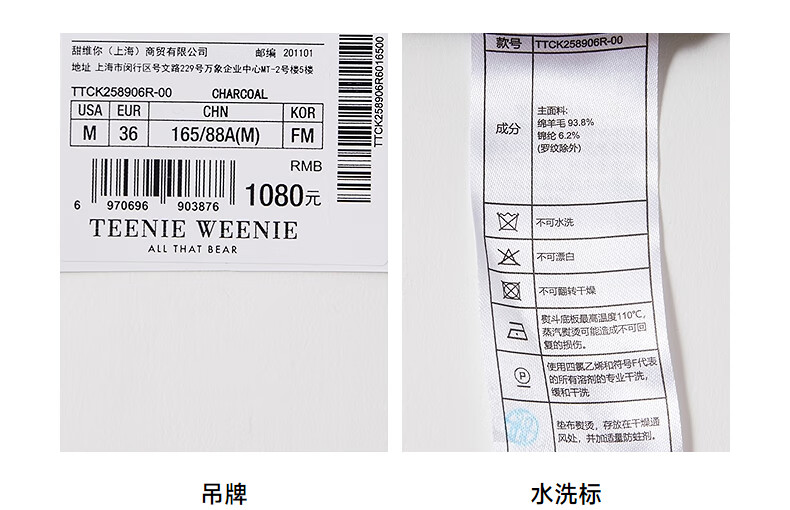 甜维你（上海）商贸有限公司 邮编 201101
地址 上海市闵行区号文路229号万象企业中心MT-2号楼5楼
TTCK258906R-00 CHARCOAL
USA EUR CHN KOR
M 36 165/88A(M) FM
RMB
1080元
6 970696 903876
TEENIE WEENIE
ALL THAT BEAR
TTCK258906R6016500
款号 TTCK258906R-00
成分
主面料:
绵羊毛 93.8%
锦纶 6.2%
(罗纹除外)
不可水洗
不可漂白
不可翻转干燥
熨斗底板最高温度110℃,
蒸汽熨烫可能造成不可回
复的损伤。
P
使用四氯乙烯和符号F代表
的所有溶剂的专业干洗,
缓和干洗
垫布熨烫，存放在干燥通
风处，并加适量防蛀剂。
吊牌
水洗标